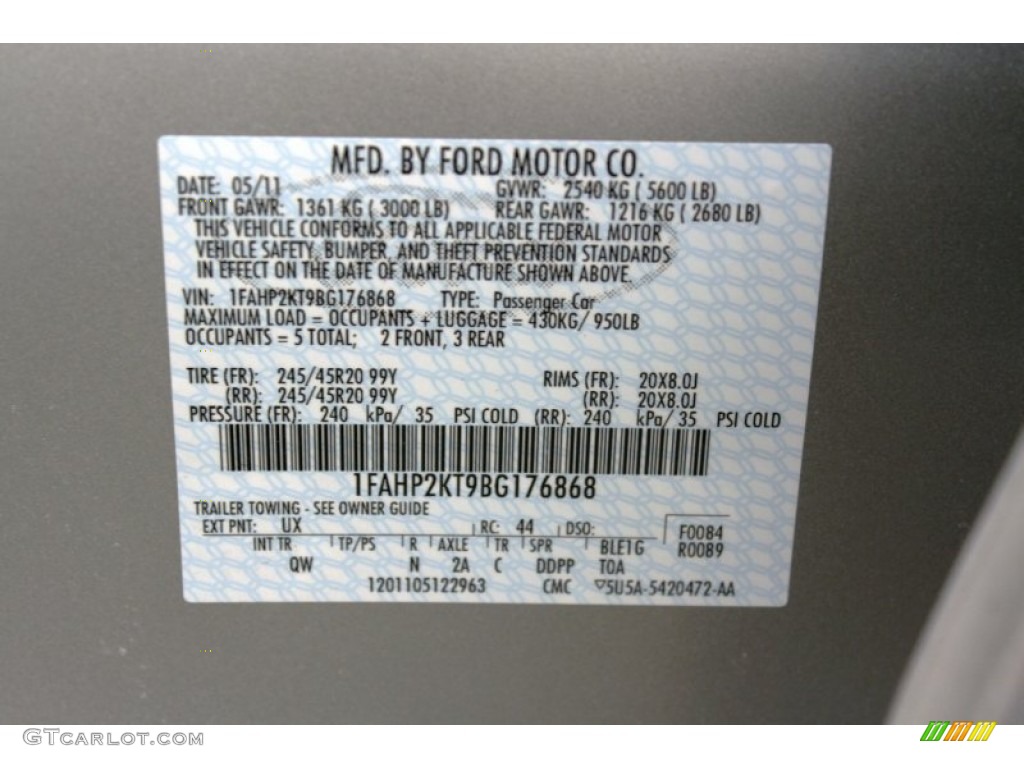 MFD. BY FORD MOTOR CO.
DATE: 05/11 GVWR: 2540 KG ( 5600 LB)
FRONT GAWR: 1361 KG ( 3000 LB) REAR GAWR: 1216 KG ( 2680 LB)
THIS VEHICLE CONFORMS TO ALL APPLICABLE FEDERAL MOTOR
VEHICLE SAFETY, BUMPER, AND THEFT PREVENTION STANDARDS
IN EFFECT ON THE DATE OF MANUFACTURE SHOWN ABOVE.
VIN: 1FAHP2KT9BG176868 TYPE: Passenger Car
MAXIMUM LOAD = OCCUPANTS + LUGGAGE = 430KG/ 950LB
OCCUPANTS = 5 TOTAL; 2 FRONT, 3 REAR
TIRE (FR): 245/45R20 99Y RIMS (FR): 20X8.0J
(RR): 245/45R20 99Y (RR): 20X8.0J
PRESSURE (FR): 240 kPa/ 35 PSI COLD (RR): 240 kPa/ 35 PSI COLD
1FAHP2KT9BG176868
TRAILER TOWING - SEE OWNER GUIDE
EXT PNT: UX RC: 44 DSO: F0084
INT TR TP/PS R AXLE TR SPR BLE1G R0089
QW N 2A C DDPP TOA
1201105122963 CMC 5U5A-5420472-AA
GTCarLot.com